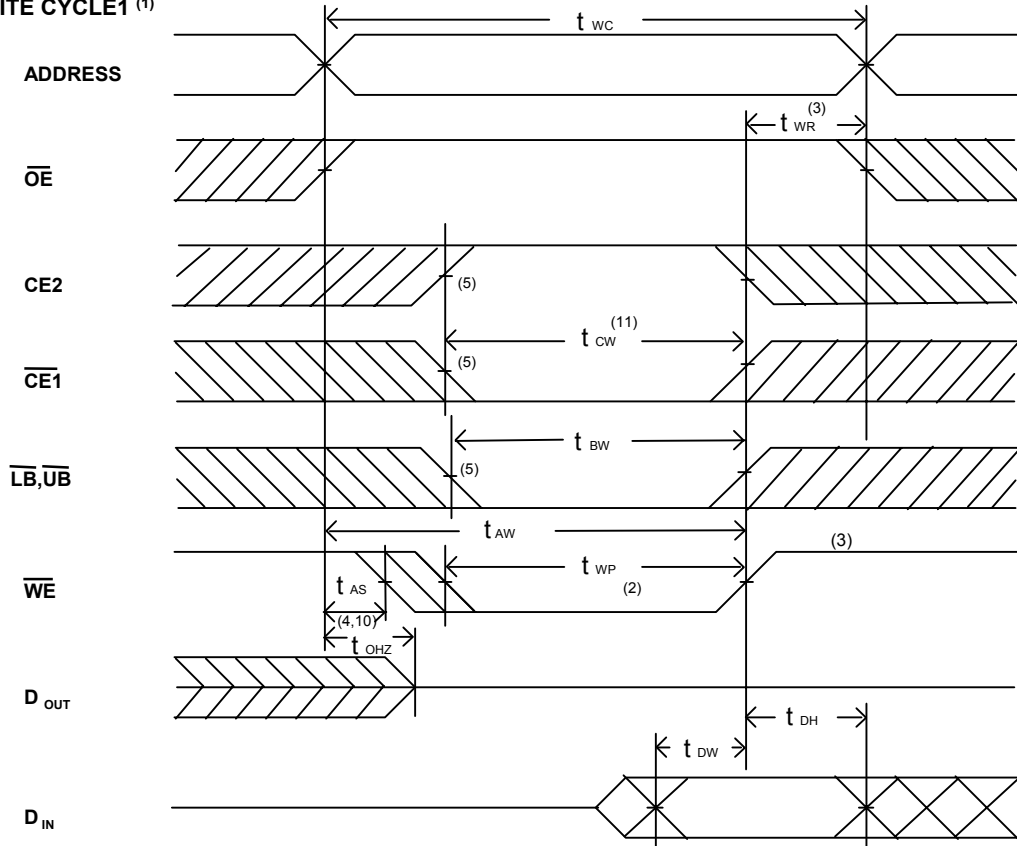 ITE CYCLE1 (1)
t WC
ADDRESS
t WR (3)
OE
CE2
(5)
t CW (11)
CE1
(5)
t BW
LB,UB
(5)
t AW
(3)
t WP
(2)
WE
t AS
(4,10)
t OHZ
D OUT
t DH
t DW
D IN